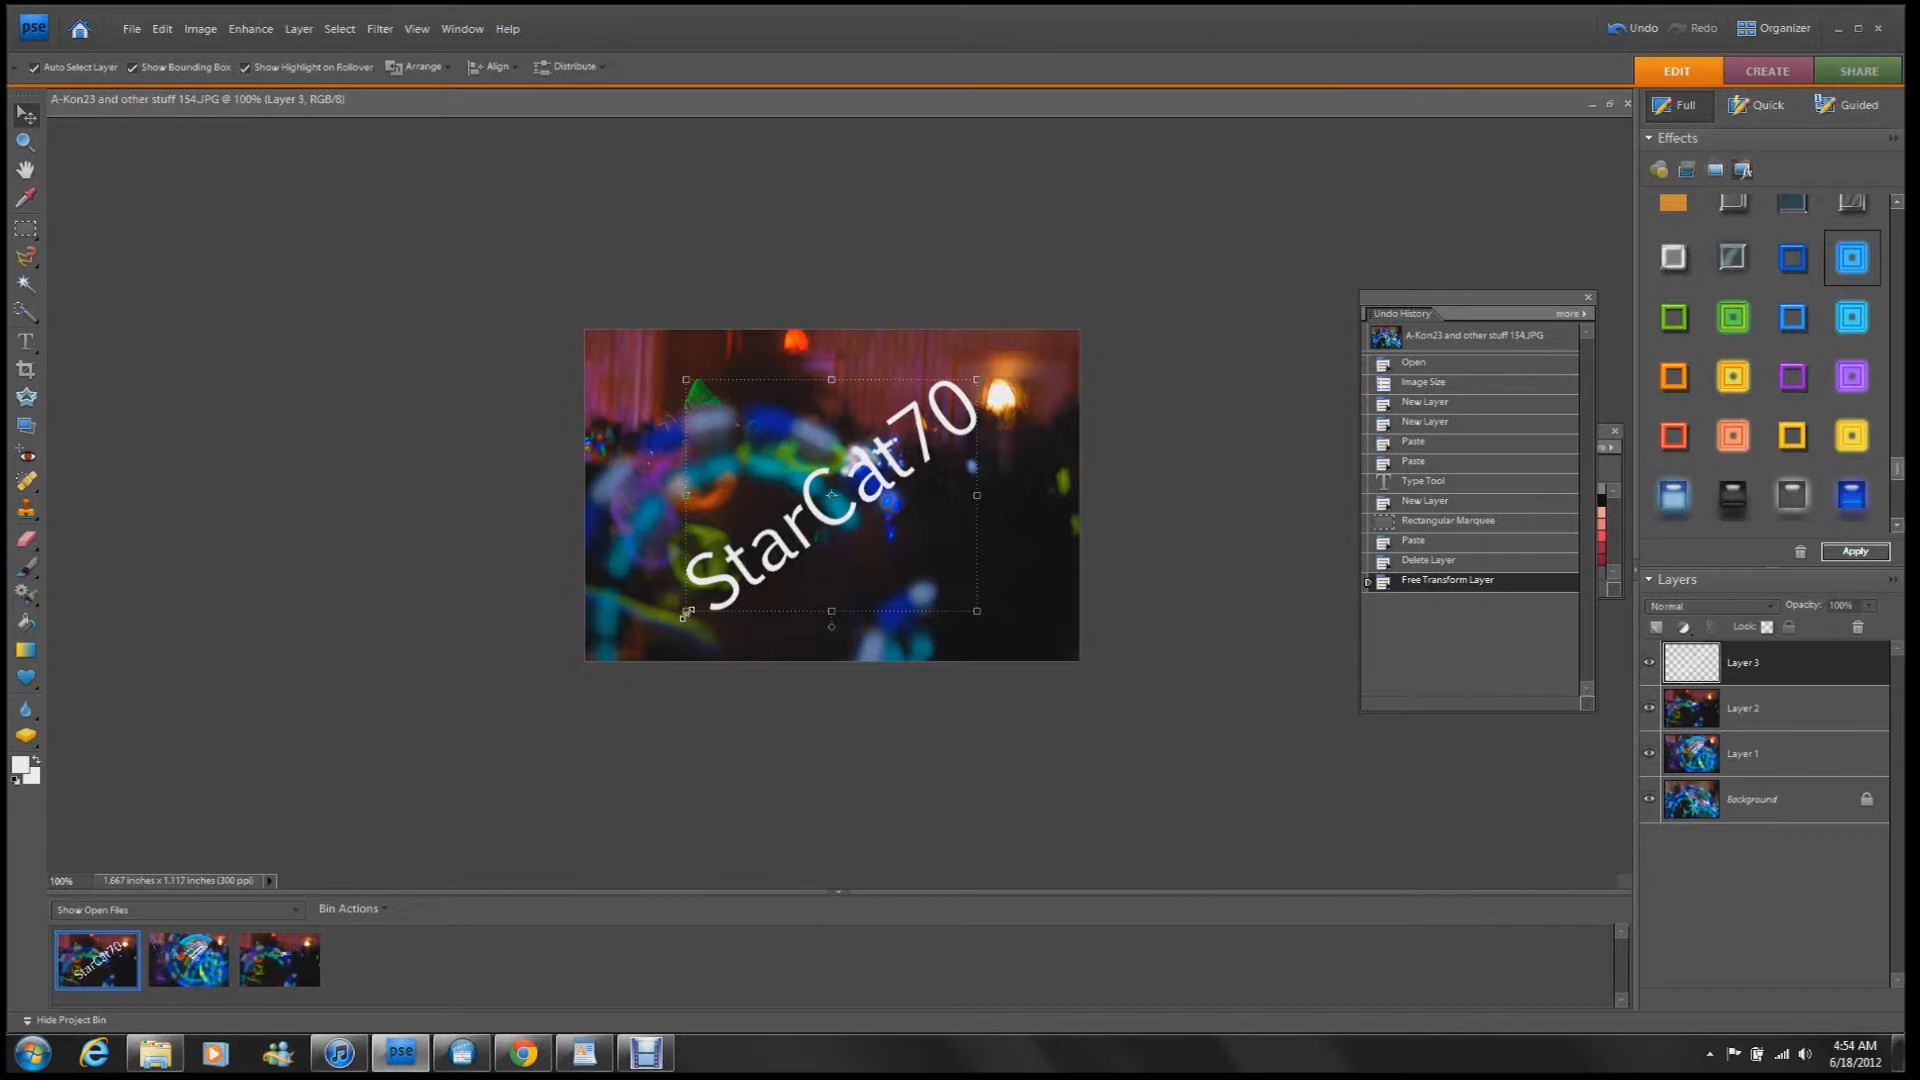 pse File Edit Image Enhance Layer Select Filter View Window Help Undo Redo Organizer
Auto Select Layer Show Bounding Box Show Highlight on Rollover Arrange Align Distribute EDIT CREATE SHARE
A-Kon23 and other stuff 154.JPG @ 100% (Layer 3, RGB/8)
Full Quick Guided
Effects
StarCat70
Undo History more
A-Kon23 and other stuff 154.JPG
Open
Image Size
New Layer
New Layer
Paste
Paste
Type Tool
New Layer
Rectangular Marquee
Paste
Delete Layer
Free Transform Layer
Apply
Layers
Normal Opacity: 100%
Lock:
Layer 3
Layer 2
Layer 1
Background
100% 1.667 inches x 1.117 inches (300 ppi)
Show Open Files Bin Actions
StarCat70
Hide Project Bin
pse
4:54 AM
6/18/2012